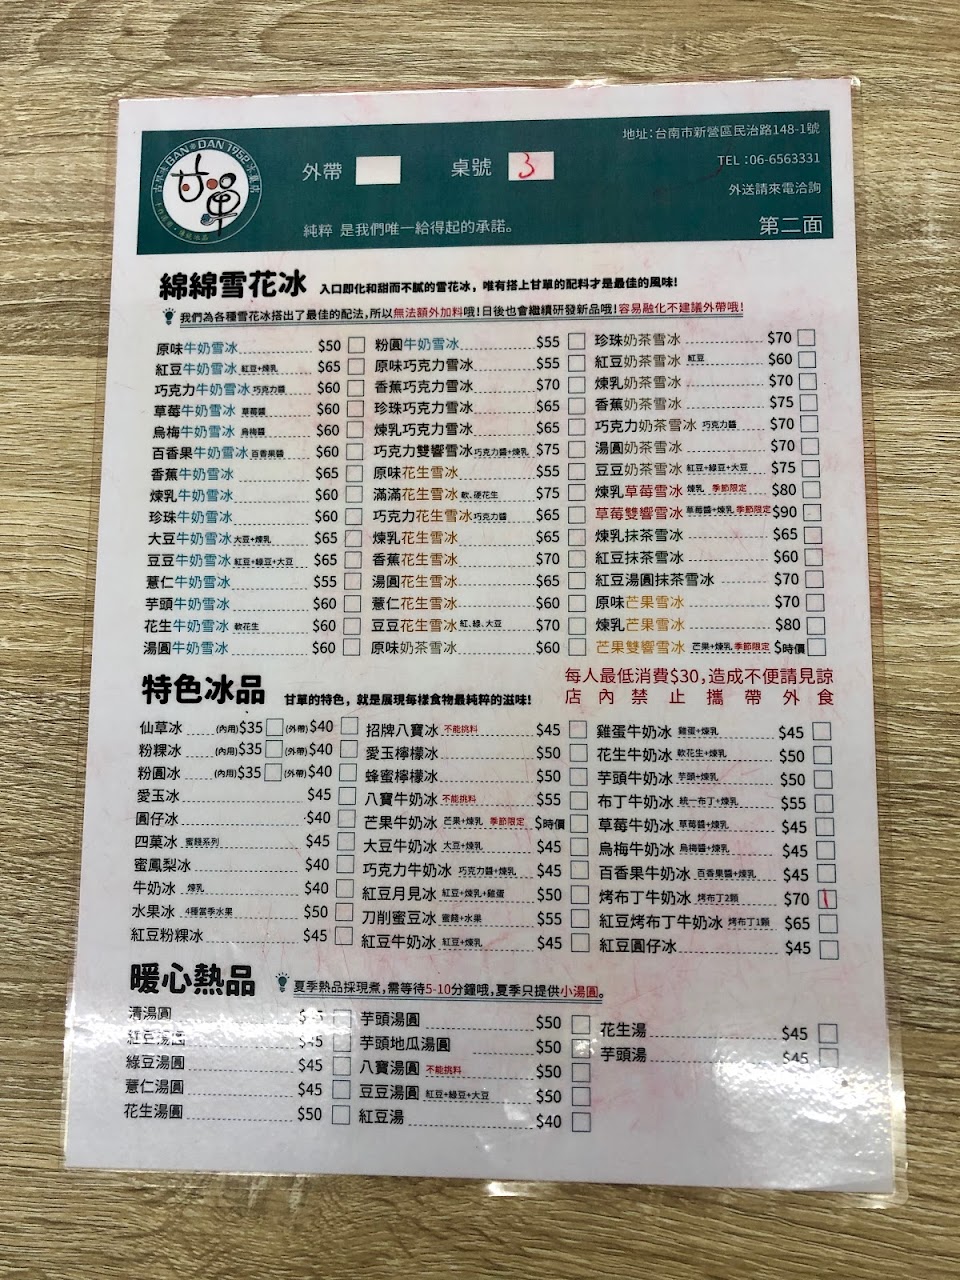 地址:台南市新營區民治路148-1號
TEL :06-6563331
外送請來電洽詢
第二面
GAN DAN 1962
甘單
外帶
桌號 3
純粹 是我們唯一給得起的承諾。
綿綿雪花冰 入口即化和甜而不膩的雪花冰，唯有搭上甘單的配料才是最佳的風味!
我們為各種雪花冰搭出了最佳的配法,所以無法額外加料哦!日後也會繼續研發新品哦!容易融化不建議外帶哦!
原味牛奶雪冰 $50
紅豆牛奶雪冰 紅豆+煉乳 $65
巧克力牛奶雪冰 巧克力醬 $60
草莓牛奶雪冰 草莓醬 $60
烏梅牛奶雪冰 烏梅醬 $60
百香果牛奶雪冰 百香果醬 $60
香蕉牛奶雪冰 $65
煉乳牛奶雪冰 $60
珍珠牛奶雪冰 $60
大豆牛奶雪冰 大豆+煉乳 $65
豆豆牛奶雪冰 紅豆+綠豆+大豆 $65
薏仁牛奶雪冰 $55
芋頭牛奶雪冰 $60
花生牛奶雪冰 軟花生 $60
湯圓牛奶雪冰 $60
粉圓牛奶雪冰 $55
原味巧克力雪冰 $55
香蕉巧克力雪冰 $70
珍珠巧克力雪冰 $65
煉乳巧克力雪冰 $65
巧克力雙響雪冰 巧克力醬+煉乳 $75
原味花生雪冰 $55
滿滿花生雪冰 軟、硬花生 $75
巧克力花生雪冰 巧克力醬 $65
煉乳花生雪冰 $65
香蕉花生雪冰 $70
湯圓花生雪冰 $65
薏仁花生雪冰 $60
豆豆花生雪冰 紅、綠、大豆 $70
原味奶茶雪冰 $60
珍珠奶茶雪冰 $70
紅豆奶茶雪冰 紅豆 $60
煉乳奶茶雪冰 $70
香蕉奶茶雪冰 $75
巧克力奶茶雪冰 巧克力醬 $70
湯圓奶茶雪冰 $70
豆豆奶茶雪冰 紅豆+綠豆+大豆 $75
煉乳草莓雪冰 煉乳 季節限定 $80
草莓雙響雪冰 草莓醬+煉乳 季節限定 $90
煉乳抹茶雪冰 $65
紅豆抹茶雪冰 $60
紅豆湯圓抹茶雪冰 $70
原味芒果雪冰 $70
煉乳芒果雪冰 $80
芒果雙響雪冰 芒果+煉乳 季節限定 $時價
特色冰品 甘單的特色，就是展現每樣食物最純粹的滋味!
每人最低消費$30,造成不便請見諒
店內禁止攜帶外食
仙草冰 (內用)$35 (外帶)$40
粉粿冰 (內用)$35 (外帶)$40
粉圓冰 (內用)$35 (外帶)$40
愛玉冰 $45
圓仔冰 $40
四菓冰 蜜餞系列 $45
蜜鳳梨冰 $40
牛奶冰 煉乳 $40
水果冰 4種當季水果 $50
紅豆粉粿冰 $45
招牌八寶冰 不能挑料 $45
愛玉檸檬冰 $50
蜂蜜檸檬冰 $50
八寶牛奶冰 不能挑料 $55
芒果牛奶冰 芒果+煉乳 季節限定 $時價
大豆牛奶冰 大豆+煉乳 $45
巧克力牛奶冰 巧克力醬+煉乳 $45
紅豆月見冰 紅豆+煉乳+雞蛋 $50
刀削蜜豆冰 蜜餞+水果 $55
紅豆牛奶冰 紅豆+煉乳 $45
雞蛋牛奶冰 雞蛋+煉乳 $45
花生牛奶冰 軟花生+煉乳 $50
芋頭牛奶冰 芋頭+煉乳 $50
布丁牛奶冰 統一布丁+煉乳 $55
草莓牛奶冰 草莓醬+煉乳 $45
烏梅牛奶冰 烏梅醬+煉乳 $45
百香果牛奶冰 百香果醬+煉乳 $45
烤布丁牛奶冰 烤布丁2顆 $70
紅豆烤布丁牛奶冰 烤布丁1顆 $65
紅豆圓仔冰 $45
暖心熱品 夏季熱品採現煮,需等待5-10分鐘哦,夏季只提供小湯圓。
清湯圓
紅豆湯圓 $45
綠豆湯圓 $45
薏仁湯圓 $45
花生湯圓 $50
芋頭湯圓 $50
芋頭地瓜湯圓 $50
八寶湯圓 不能挑料 $50
豆豆湯圓 紅豆+綠豆+大豆 $50
紅豆湯 $40
花生湯 $45
芋頭湯 $45